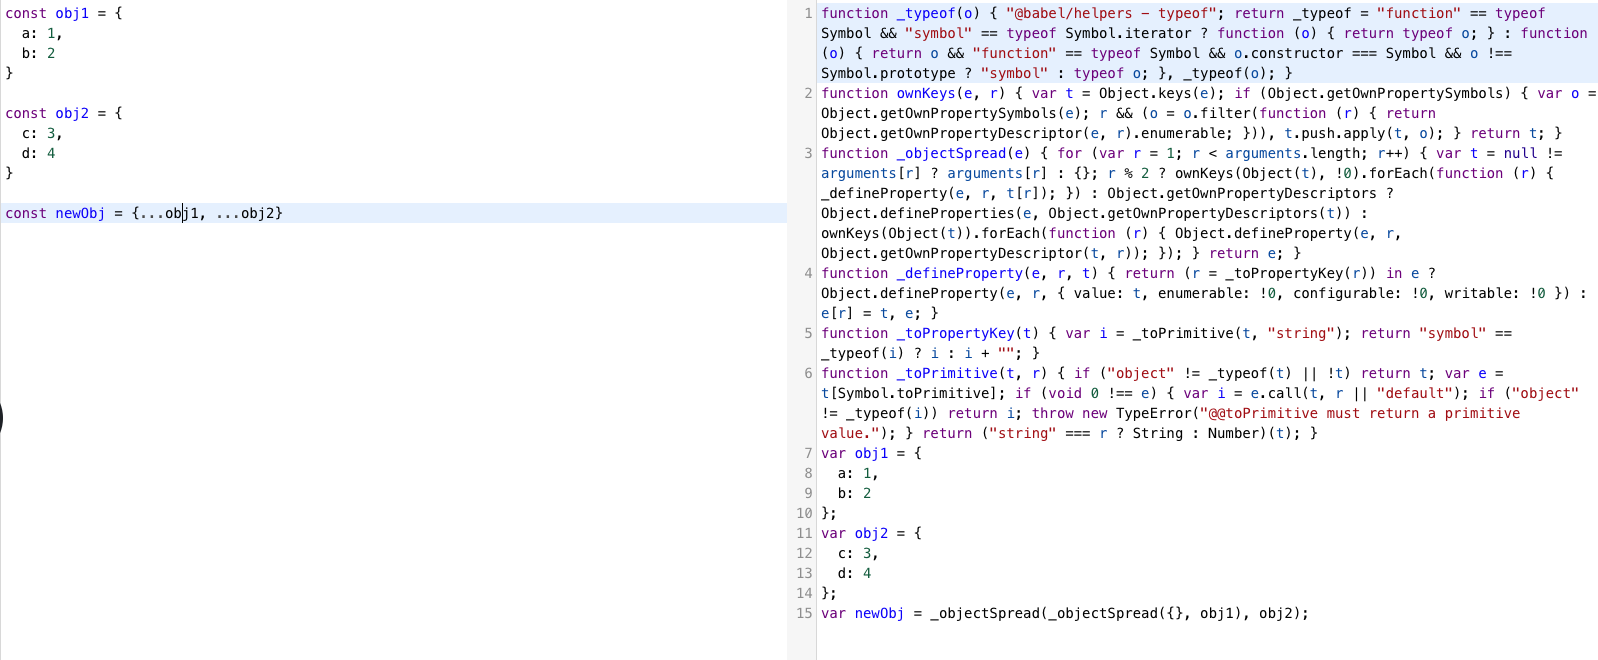 const obj1 = {
  a: 1,
  b: 2
}

const obj2 = {
  c: 3,
  d: 4
}

const newObj = {...obj1, ...obj2}

1 function _typeof(o) { "@babel/helpers - typeof"; return _typeof = "function" == typeof
Symbol && "symbol" == typeof Symbol.iterator ? function (o) { return typeof o; } : function
(o) { return o && "function" == typeof Symbol && o.constructor === Symbol && o !==
Symbol.prototype ? "symbol" : typeof o; }, _typeof(o); }
2 function ownKeys(e, r) { var t = Object.keys(e); if (Object.getOwnPropertySymbols) { var o =
Object.getOwnPropertySymbols(e); r && (o = o.filter(function (r) { return
Object.getOwnPropertyDescriptor(e, r).enumerable; })), t.push.apply(t, o); } return t; }
3 function _objectSpread(e) { for (var r = 1; r < arguments.length; r++) { var t = null !=
arguments[r] ? arguments[r] : {}; r % 2 ? ownKeys(Object(t), !0).forEach(function (r) {
_defineProperty(e, r, t[r]); }) : Object.getOwnPropertyDescriptors ?
Object.defineProperties(e, Object.getOwnPropertyDescriptors(t)) :
ownKeys(Object(t)).forEach(function (r) { Object.defineProperty(e, r,
Object.getOwnPropertyDescriptor(t, r)); }); } return e; }
4 function _defineProperty(e, r, t) { return (r = _toPropertyKey(r)) in e ?
Object.defineProperty(e, r, { value: t, enumerable: !0, configurable: !0, writable: !0 }) :
e[r] = t, e; }
5 function _toPropertyKey(t) { var i = _toPrimitive(t, "string"); return "symbol" ==
_typeof(i) ? i : i + ""; }
6 function _toPrimitive(t, r) { if ("object" != _typeof(t) || !t) return t; var e =
t[Symbol.toPrimitive]; if (void 0 !== e) { var i = e.call(t, r || "default"); if ("object"
!= _typeof(i)) return i; throw new TypeError("@@toPrimitive must return a primitive
value."); } return ("string" === r ? String : Number)(t); }
7 var obj1 = {
8   a: 1,
9   b: 2
10 };
11 var obj2 = {
12   c: 3,
13   d: 4
14 };
15 var newObj = _objectSpread(_objectSpread({}, obj1), obj2);